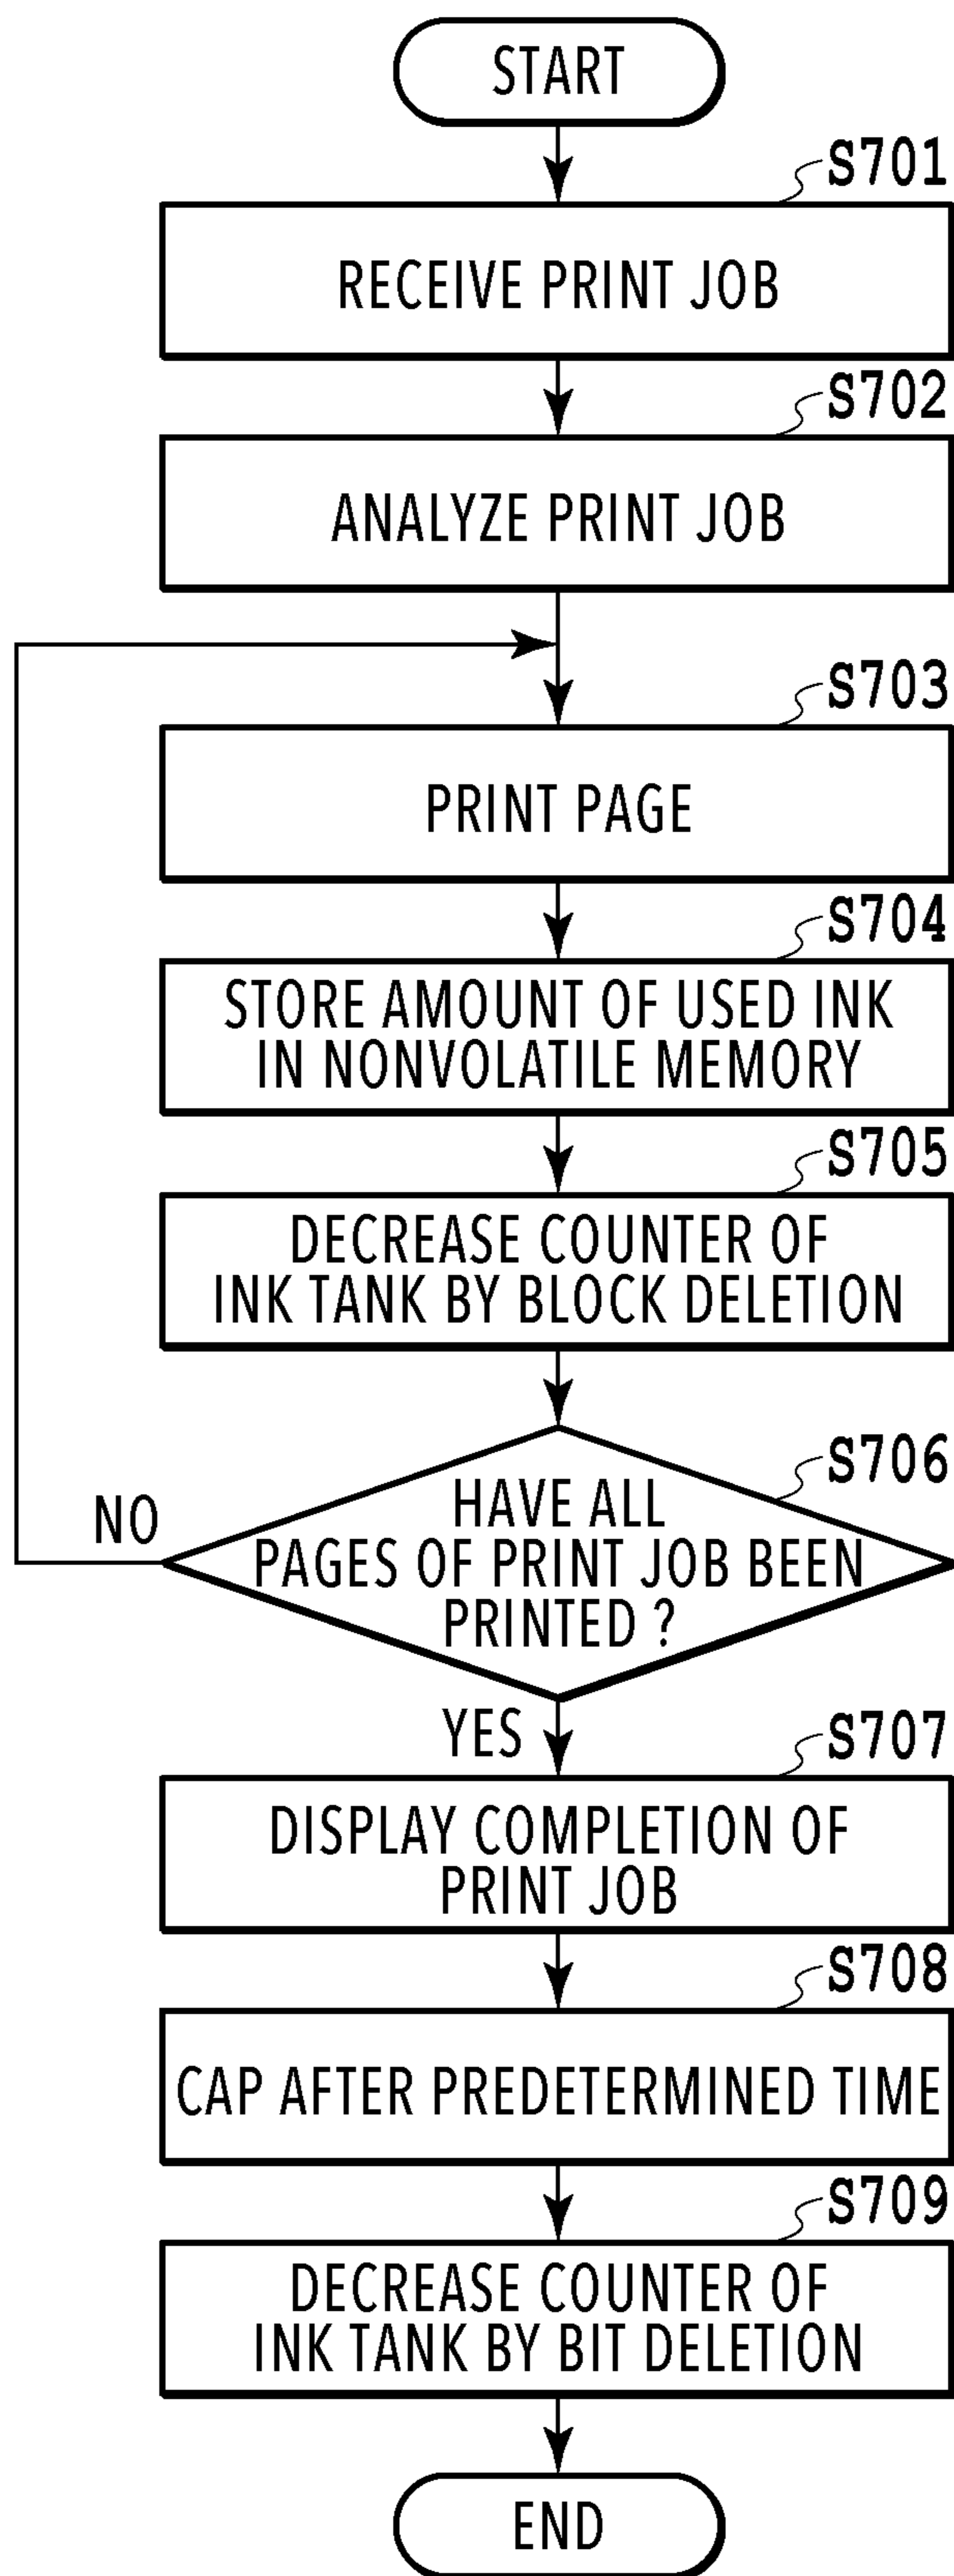 START
S701
RECEIVE PRINT JOB
S702
ANALYZE PRINT JOB
S703
PRINT PAGE
S704
STORE AMOUNT OF USED INK
IN NONVOLATILE MEMORY
S705
DECREASE COUNTER OF
INK TANK BY BLOCK DELETION
S706
HAVE ALL
PAGES OF PRINT JOB BEEN
PRINTED ?
NO
YES
S707
DISPLAY COMPLETION OF
PRINT JOB
S708
CAP AFTER PREDETERMINED TIME
S709
DECREASE COUNTER OF
INK TANK BY BIT DELETION
END